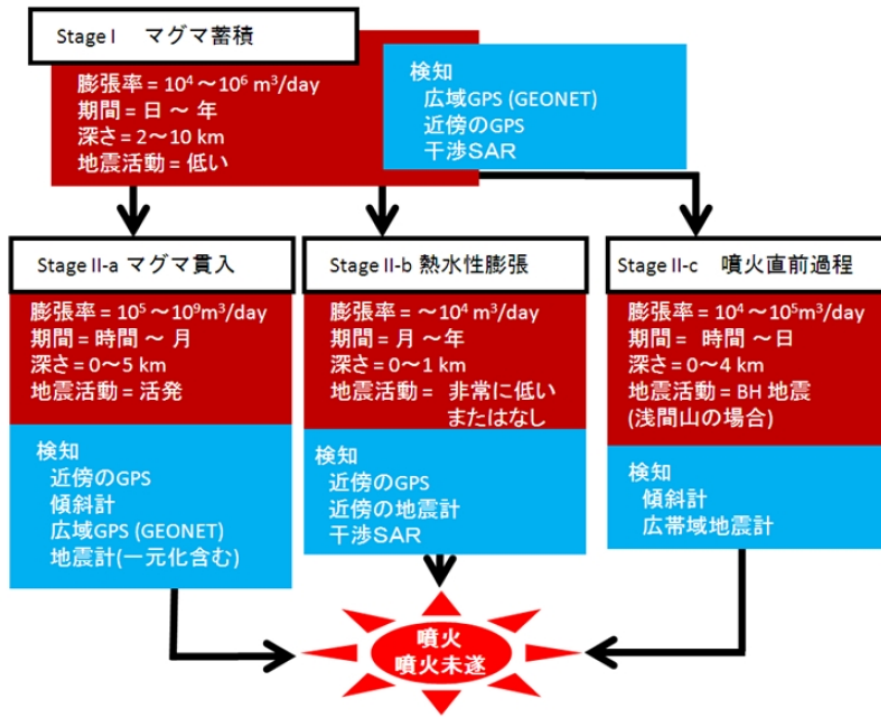 Stage I マグマ蓄積
膨張率 = 10⁴ ～10⁶ m³/day
期間 = 日 ～ 年
深さ = 2～10 km
地震活動 = 低い
検知
広域GPS (GEONET)
近傍のGPS
干渉SAR
Stage II-a マグマ貫入
膨張率 = 10⁵ ～10⁹m³/day
期間 = 時間 ～ 月
深さ = 0～5 km
地震活動 = 活発
検知
近傍のGPS
傾斜計
広域GPS (GEONET)
地震計(一元化含む)
Stage II-b 熱水性膨張
膨張率 = ～10⁴ m³/day
期間 = 月 ～年
深さ = 0～1 km
地震活動 = 非常に低い
またはなし
検知
近傍のGPS
近傍の地震計
干渉SAR
Stage II-c 噴火直前過程
膨張率 = 10⁴ ～10⁵m³/day
期間 = 時間 ～日
深さ = 0～4 km
地震活動 = BH 地震
(浅間山の場合)
検知
傾斜計
広帯域地震計
噴火
噴火未遂